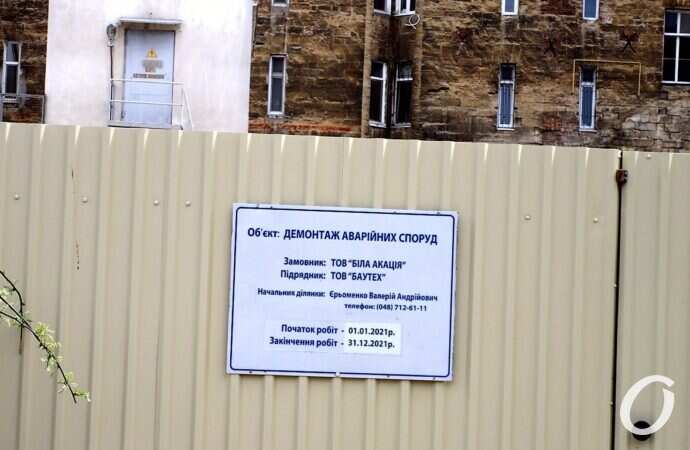 Об'єкт: ДЕМОНТАЖ АВАРІЙНИХ СПОРУД
Замовник: ТОВ "БІЛА АКАЦІЯ"
Підрядник: ТОВ "БАУТЕХ"
Начальник ділянки: Єрьоменко Валерій Андрійович
телефон: (048) 712-61-11
Початок робіт - 01.01.2021р.
Закінчення робіт - 31.12.2021р.